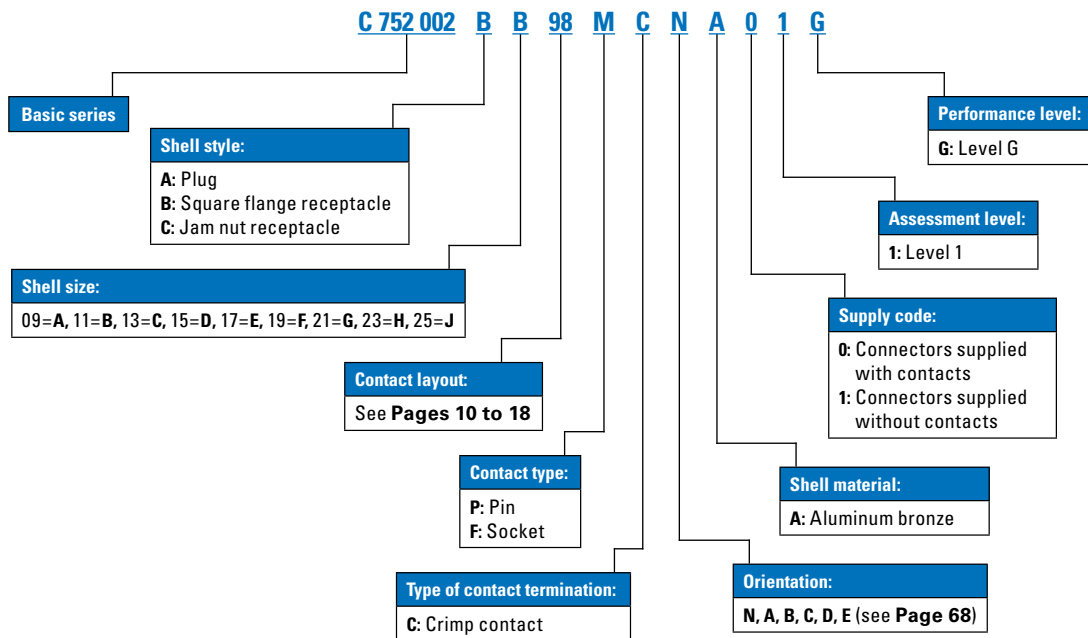 C 752 002 B B 98 M C N A 0 1 G
Basic series
Performance level:
G: Level G
Shell style:
A: Plug
B: Square flange receptacle
C: Jam nut receptacle
Assessment level:
1: Level 1
Shell size:
09=A, 11=B, 13=C, 15=D, 17=E, 19=F, 21=G, 23=H, 25=J
Supply code:
0: Connectors supplied
with contacts
1: Connectors supplied
without contacts
Contact layout:
See Pages 10 to 18
Contact type:
P: Pin
F: Socket
Shell material:
A: Aluminum bronze
Type of contact termination:
C: Crimp contact
Orientation:
N, A, B, C, D, E (see Page 68)